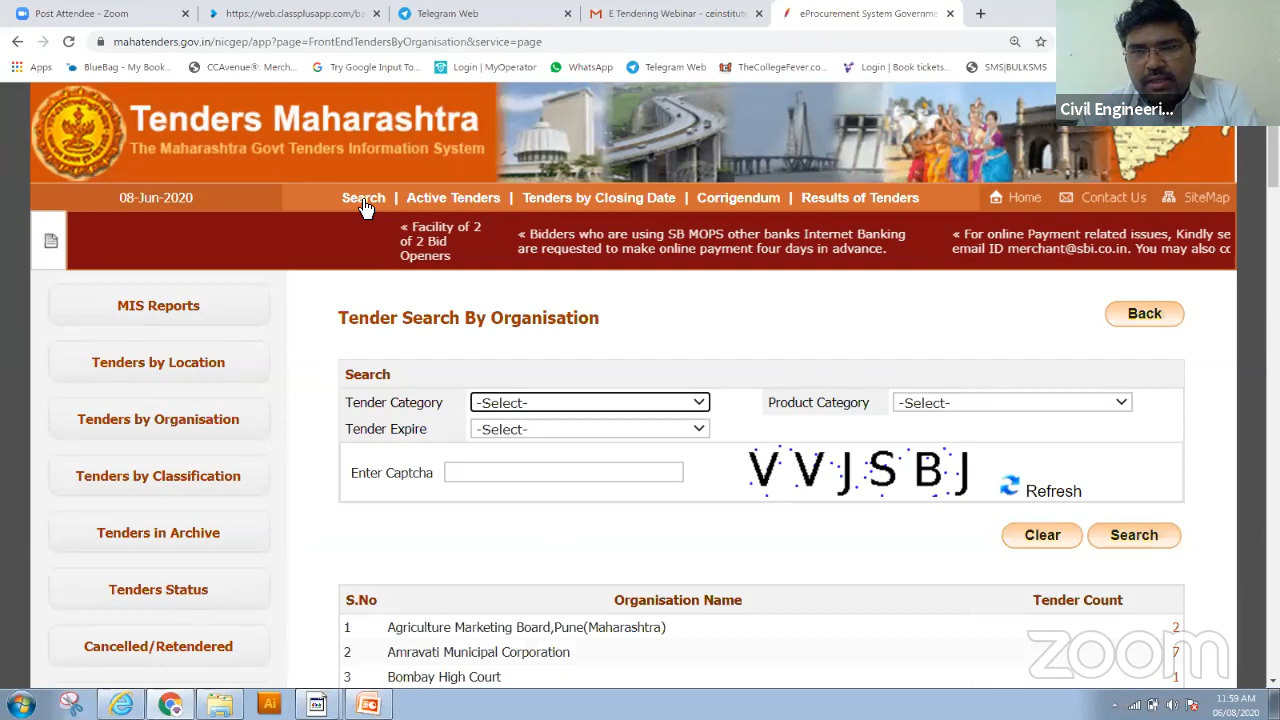 Post Attendee - Zoom
https://web.classplusapp.com/ba
Telegram Web
E Tendering Webinar - ceinstitute
eProcurement System Governme
mahatenders.gov.in/nicgep/app?page=FrontEndTendersByOrganisation&service=page
Apps
BlueBag - My Book...
CCAvenue®: Merch...
Try Google Input To...
Login | MyOperator
WhatsApp
Telegram Web
TheCollegeFever.co...
Login | Book tickets...
SMS|BULKSMS
Civil Engineeri...
Tenders Maharashtra
The Maharashtra Govt Tenders Information System
08-Jun-2020
Search | Active Tenders | Tenders by Closing Date | Corrigendum | Results of Tenders
Home
Contact Us
SiteMap
« Facility of 2
of 2 Bid
Openers
« Bidders who are using SB MOPS other banks Internet Banking
are requested to make online payment four days in advance.
« For online Payment related issues, Kindly se
email ID merchant@sbi.co.in. You may also co
MIS Reports
Tenders by Location
Tenders by Organisation
Tenders by Classification
Tenders in Archive
Tenders Status
Cancelled/Retendered
Tender Search By Organisation
Back
Search
Tender Category
-Select-
Product Category
-Select-
Tender Expire
-Select-
Enter Captcha
VVJSBJ
Refresh
Clear
Search
S.No Organisation Name Tender Count
1 Agriculture Marketing Board,Pune(Maharashtra) 2
2 Amravati Municipal Corporation 7
3 Bombay High Court 1
zoom
Ai
11:59 AM
06/08/2020